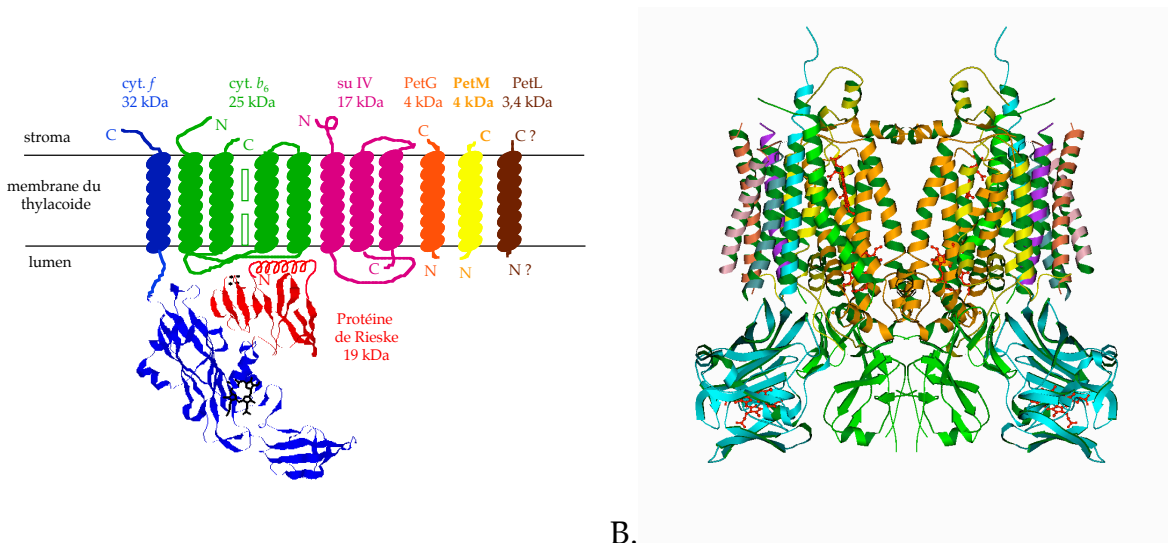 cyt. f
32 kDa
cyt. b6
25 kDa
su IV
17 kDa
PetG
4 kDa
PetM
4 kDa
PetL
3,4 kDa
N
N
C
C
C
C
C ?
stroma
membrane du
thylacoïde
lumen
C
N
N
N
N ?
Protéine
de Rieske
19 kDa
B.